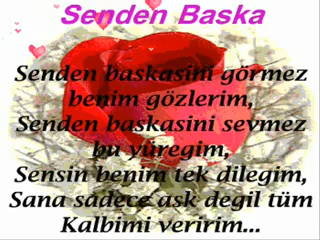 Senden Baska
Senden baskasini görmez
benim gözlerim,
Senden baskasini sevmez
bu yüregim,
Sensin benim tek dilegim,
Sana sadece ask degil tüm
Kalbimi veririm...